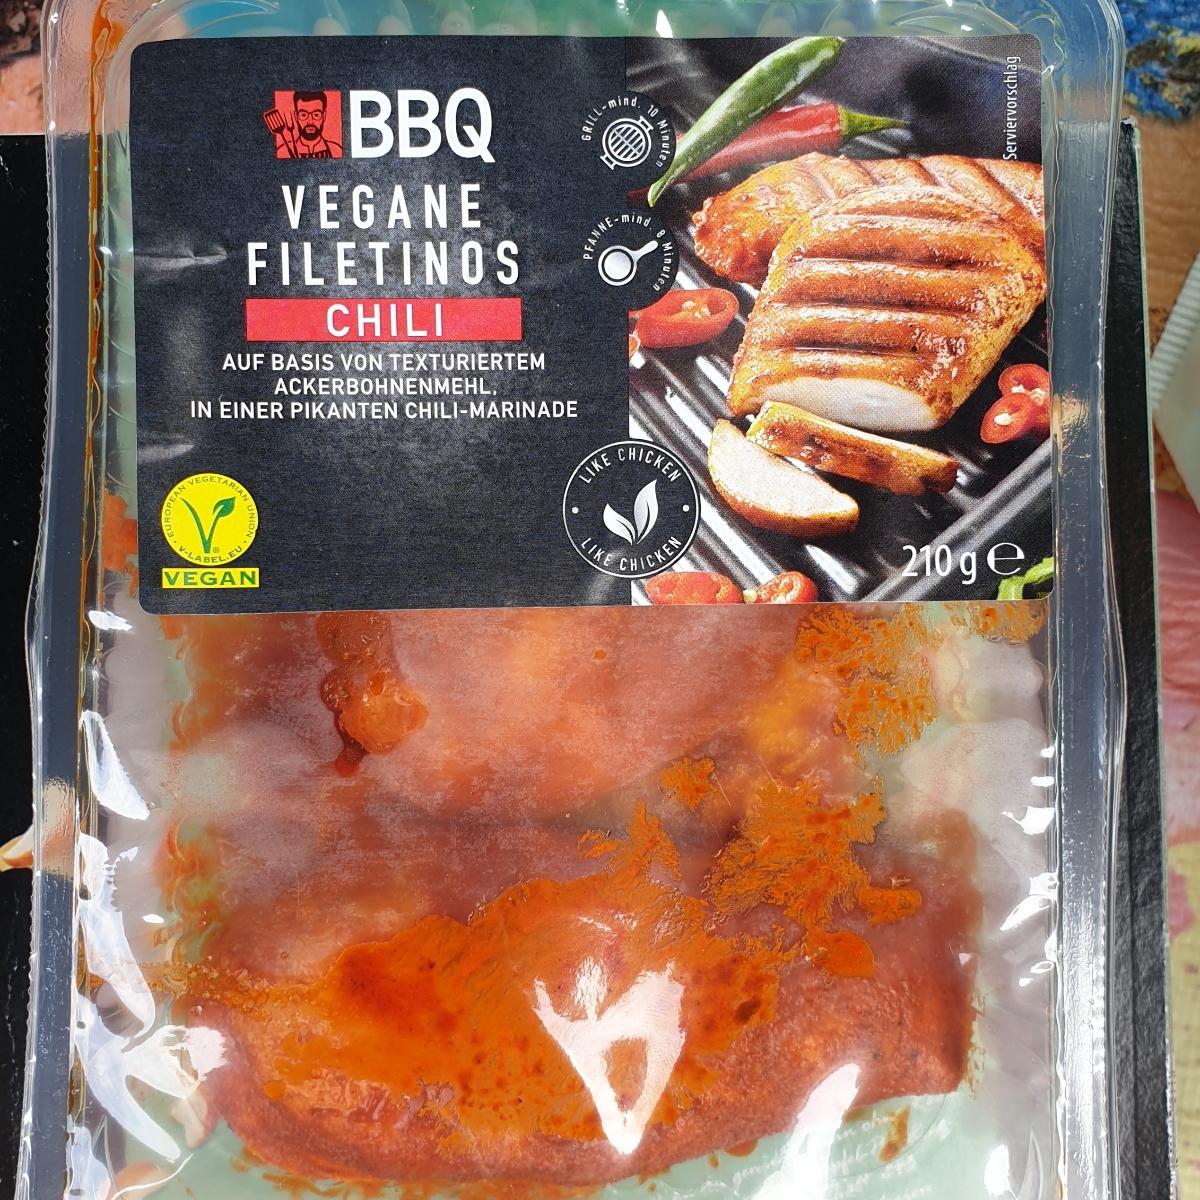 BBQ
VEGANE
FILETINOS
CHILI
AUF BASIS VON TEXTURIERTEM
ACKERBOHNENMEHL,
IN EINER PIKANTEN CHILI-MARINADE
GRILL-mind. 10 Minuten
PFANNE-mind. 8 Minuten
Serviervorschlag
EUROPEAN VEGETARIAN UNION
V-LABEL.EU
®
VEGAN
LIKE CHICKEN
LIKE CHICKEN
210 g ℮